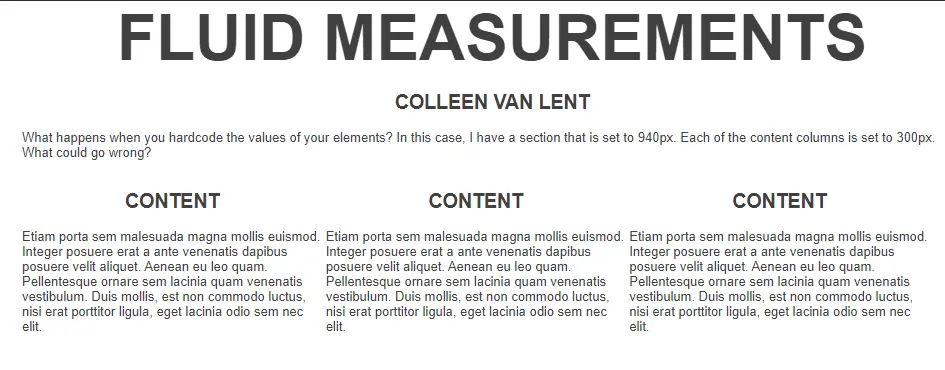 FLUID MEASUREMENTS
COLLEEN VAN LENT
What happens when you hardcode the values of your elements? In this case, I have a section that is set to 940px. Each of the content columns is set to 300px.
What could go wrong?
CONTENT
Etiam porta sem malesuada magna mollis euismod.
Integer posuere erat a ante venenatis dapibus
posuere velit aliquet. Aenean eu leo quam.
Pellentesque ornare sem lacinia quam venenatis
vestibulum. Duis mollis, est non commodo luctus,
nisi erat porttitor ligula, eget lacinia odio sem nec
elit.
CONTENT
Etiam porta sem malesuada magna mollis euismod.
Integer posuere erat a ante venenatis dapibus
posuere velit aliquet. Aenean eu leo quam.
Pellentesque ornare sem lacinia quam venenatis
vestibulum. Duis mollis, est non commodo luctus,
nisi erat porttitor ligula, eget lacinia odio sem nec
elit.
CONTENT
Etiam porta sem malesuada magna mollis euismod.
Integer posuere erat a ante venenatis dapibus
posuere velit aliquet. Aenean eu leo quam.
Pellentesque ornare sem lacinia quam venenatis
vestibulum. Duis mollis, est non commodo luctus,
nisi erat porttitor ligula, eget lacinia odio sem nec
elit.